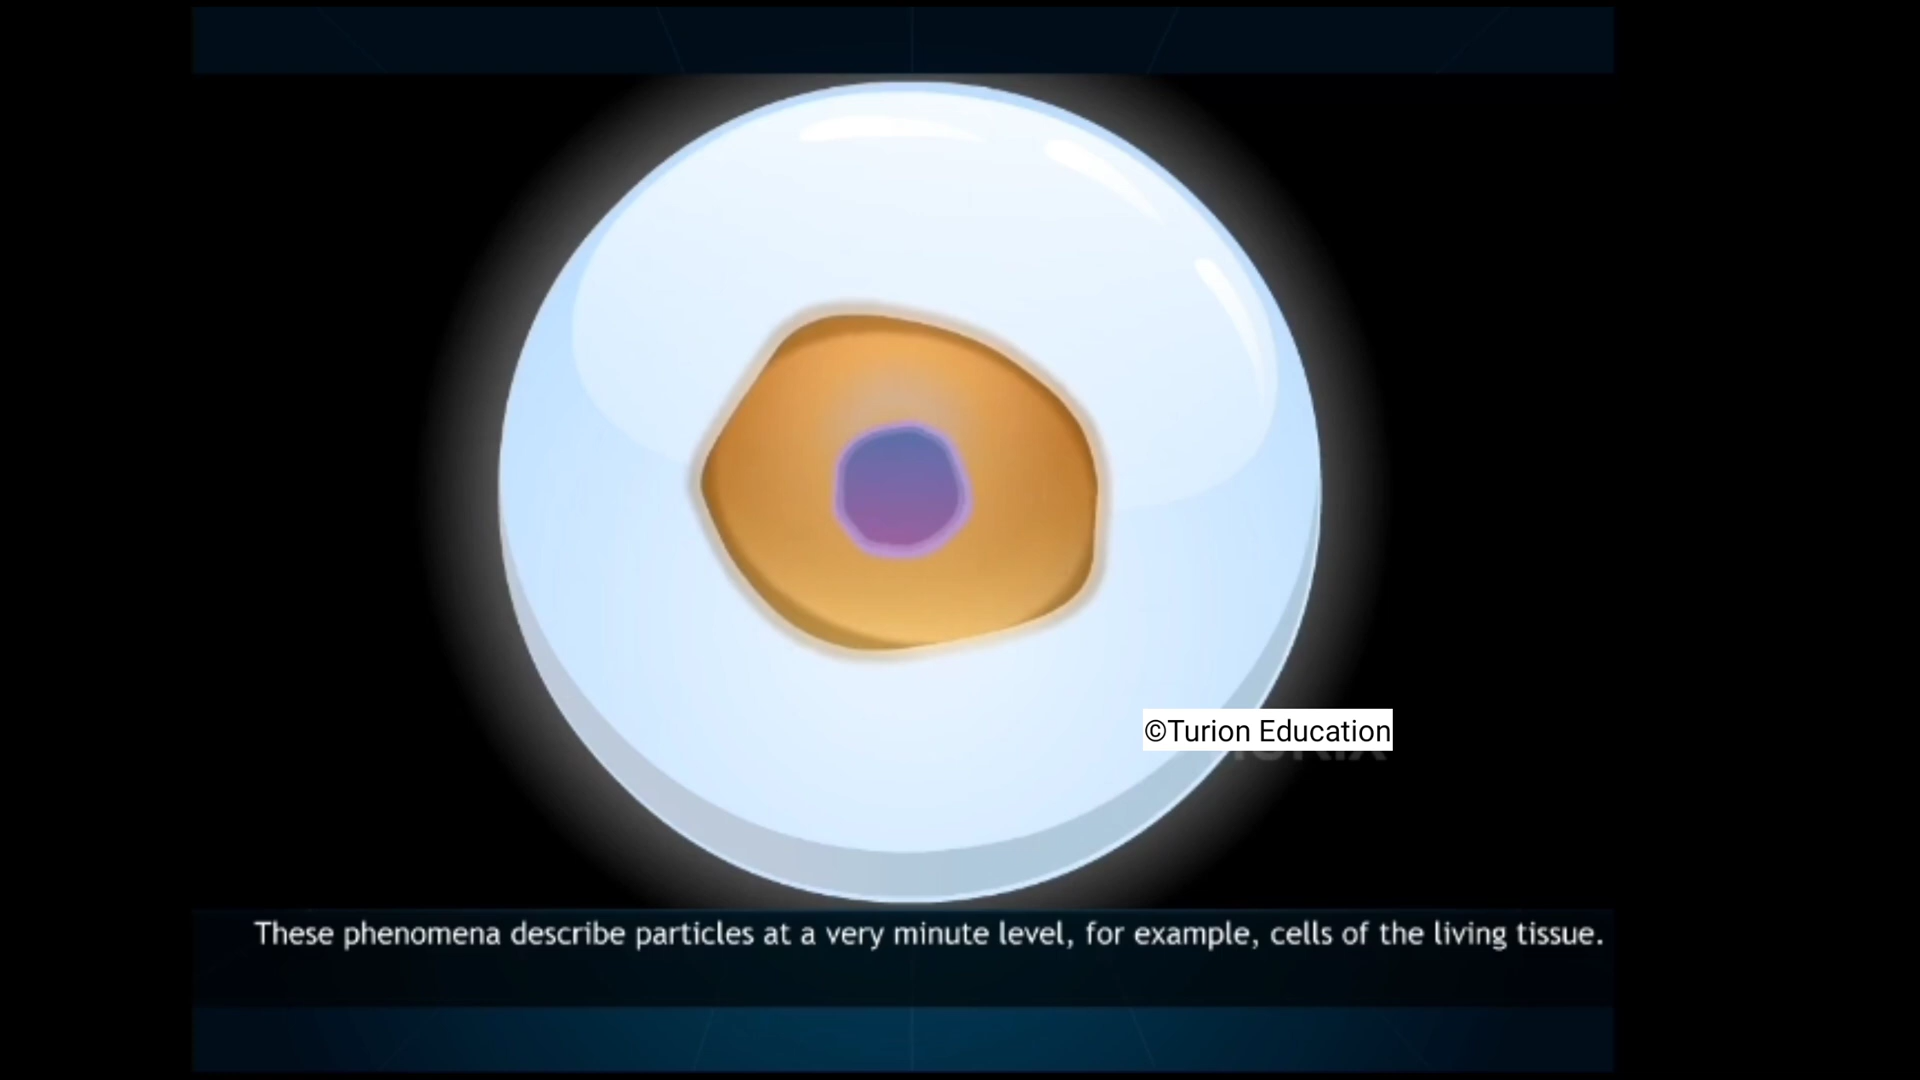 ©Turion Education
These phenomena describe particles at a very minute level, for example, cells of the living tissue.